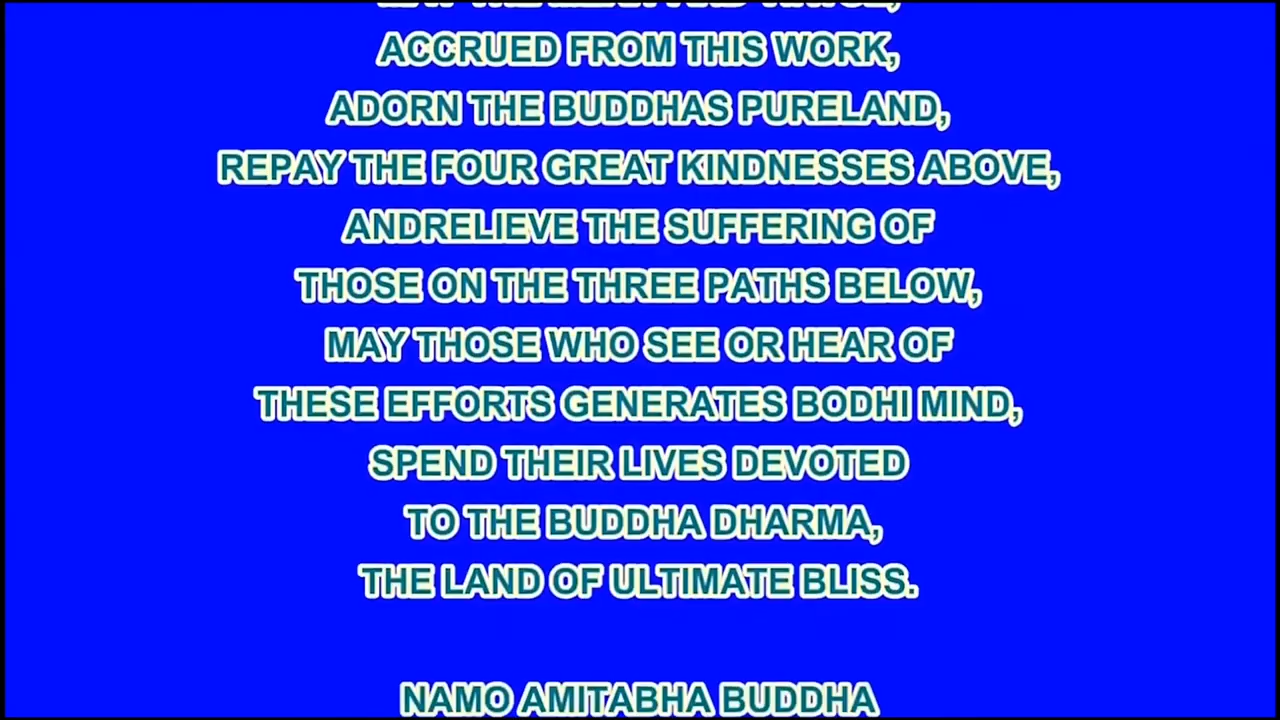 ACCRUED FROM THIS WORK,
ADORN THE BUDDHAS PURELAND,
REPAY THE FOUR GREAT KINDNESSES ABOVE,
ANDRELIEVE THE SUFFERING OF
THOSE ON THE THREE PATHS BELOW,
MAY THOSE WHO SEE OR HEAR OF
THESE EFFORTS GENERATES BODHI MIND,
SPEND THEIR LIVES DEVOTED
TO THE BUDDHA DHARMA,
THE LAND OF ULTIMATE BLISS.
NAMO AMITABHA BUDDHA